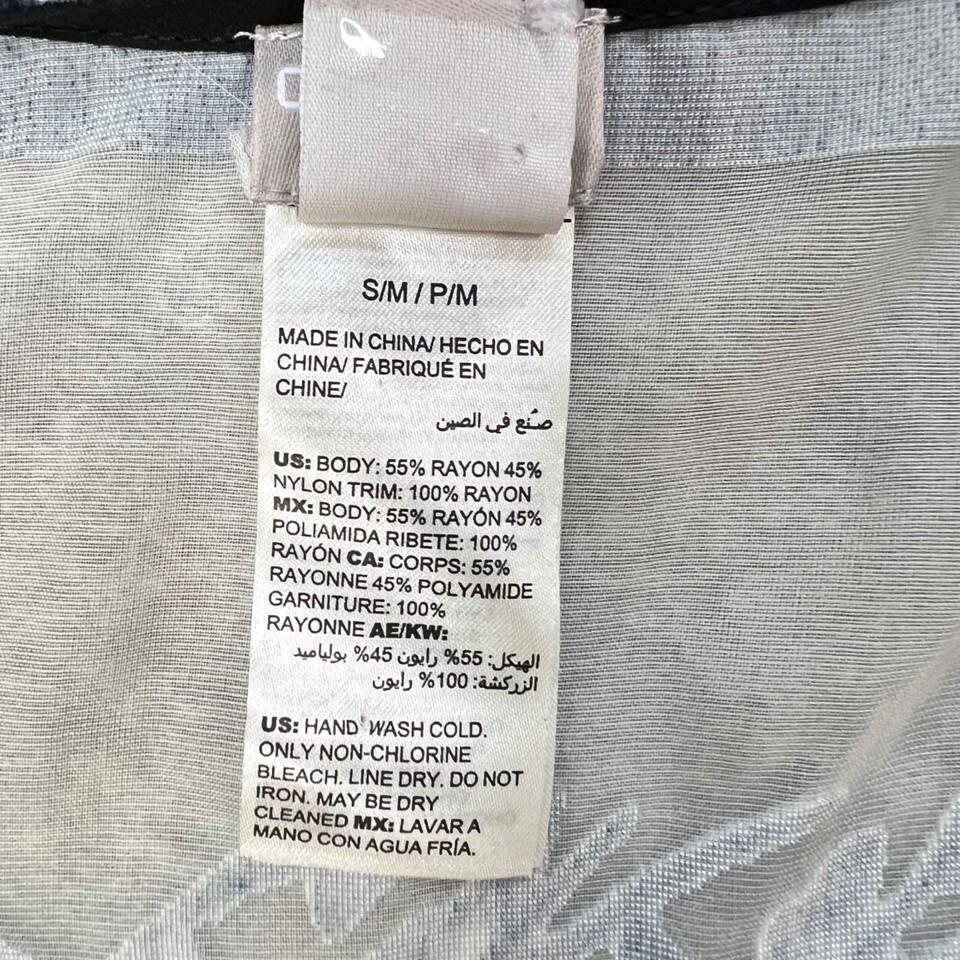 S/M / P/M
MADE IN CHINA/ HECHO EN
CHINA/ FABRIQUÉ EN
CHINE/
صُنع في الصين
US: BODY: 55% RAYON 45%
NYLON TRIM: 100% RAYON
MX: BODY: 55% RAYÓN 45%
POLIAMIDA RIBETE: 100%
RAYÓN CA: CORPS: 55%
RAYONNE 45% POLYAMIDE
GARNITURE: 100%
RAYONNE AE/KW:
الهيكل: 55% رايون 45% بولياميد
الزركشة: 100% رايون
US: HAND WASH COLD.
ONLY NON-CHLORINE
BLEACH. LINE DRY. DO NOT
IRON. MAY BE DRY
CLEANED MX: LAVAR A
MANO CON AGUA FRÍA.